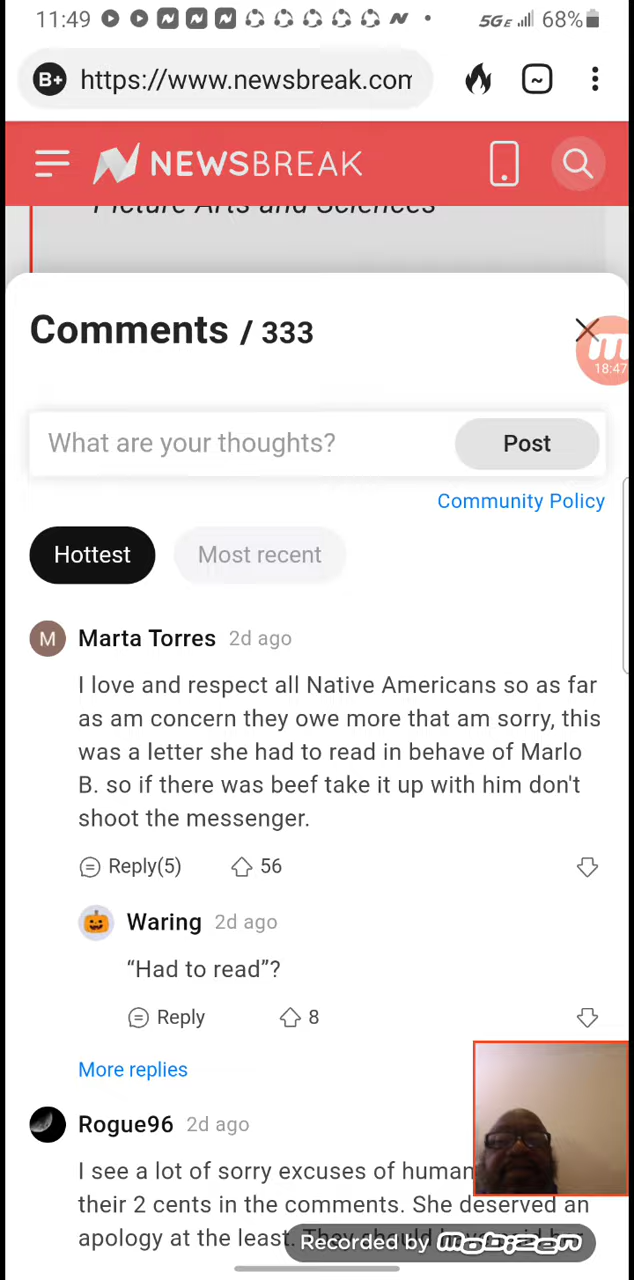 11:49 5GE 68%
B+ https://www.newsbreak.com
NEWSBREAK
Picture Arts and Sciences
Comments / 333
m
18:47
What are your thoughts? Post
Community Policy
Hottest Most recent
M Marta Torres 2d ago
I love and respect all Native Americans so as far
as am concern they owe more that am sorry, this
was a letter she had to read in behave of Marlo
B. so if there was beef take it up with him don't
shoot the messenger.
Reply(5) 56
Waring 2d ago
“Had to read”?
Reply 8
More replies
Rogue96 2d ago
I see a lot of sorry excuses of human
their 2 cents in the comments. She deserved an
apology at the least. They should
Recorded by mobizen